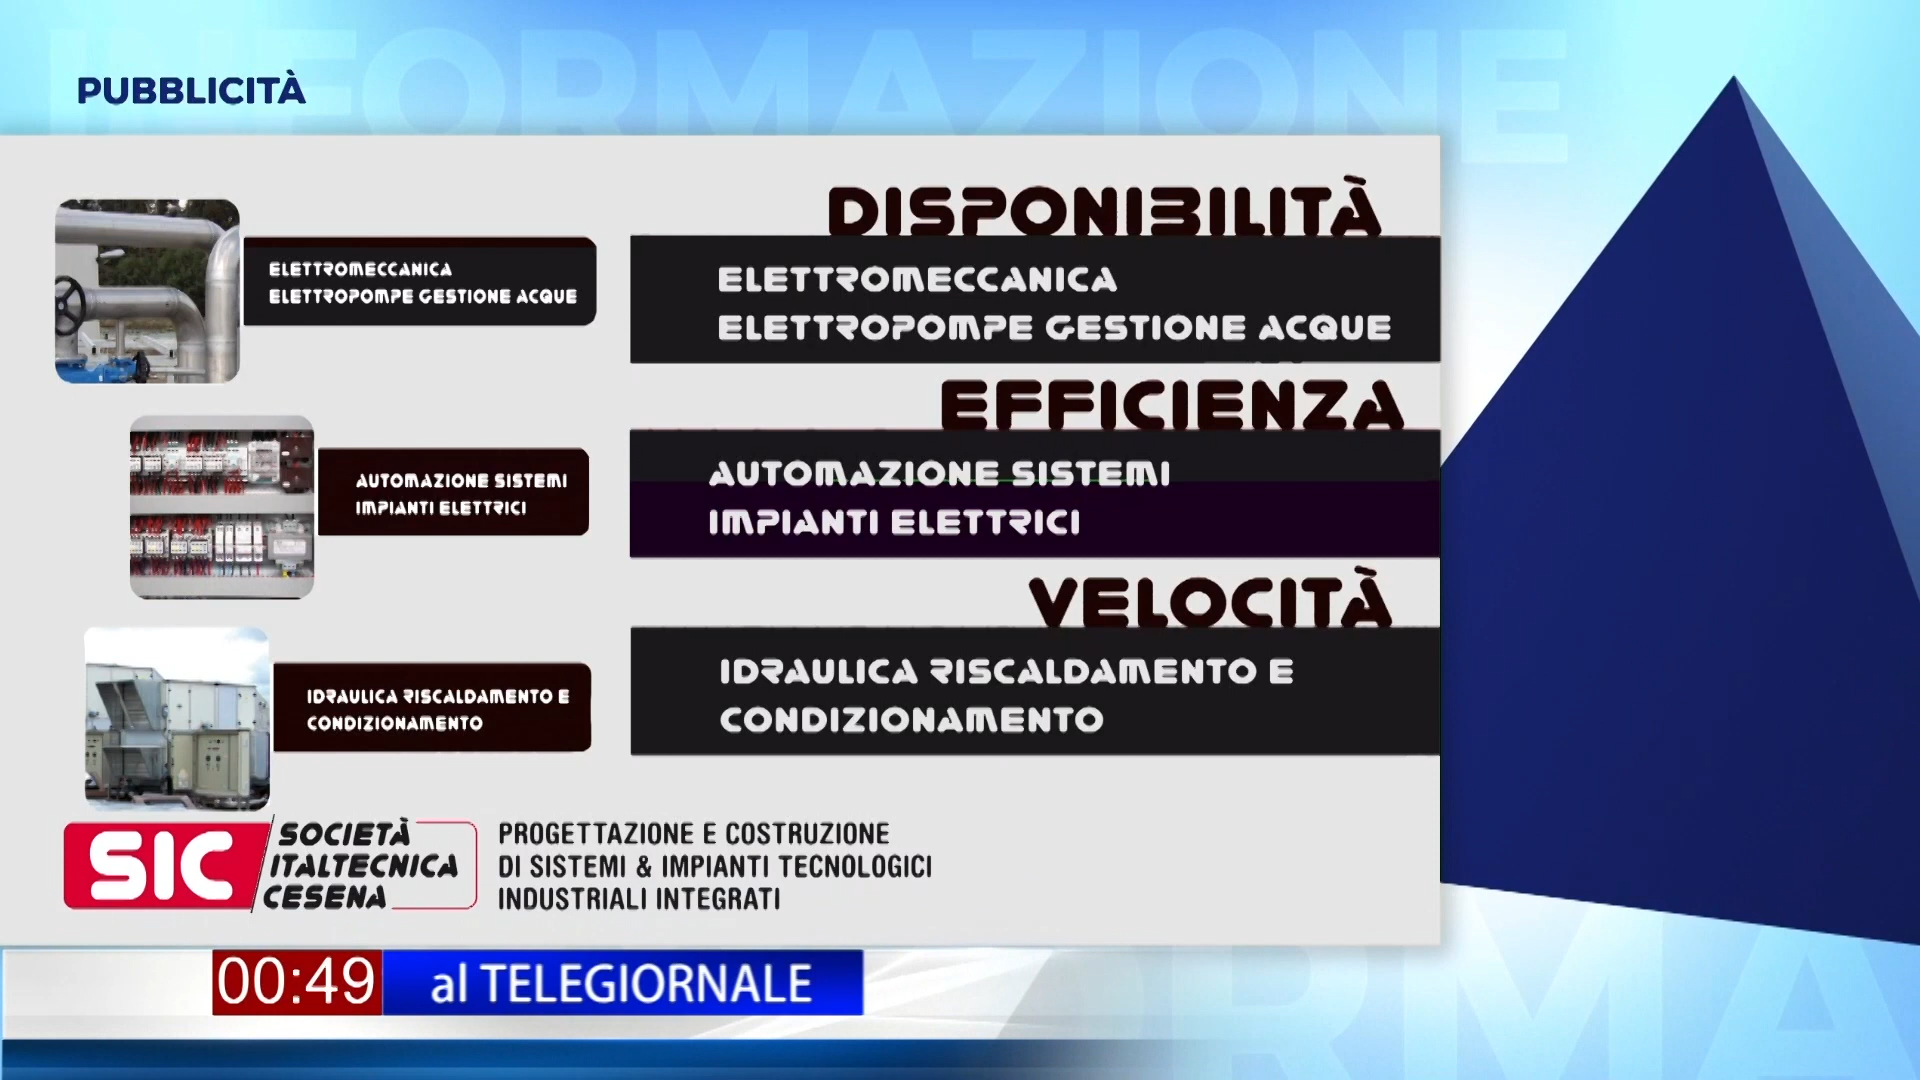 INFORMAZIONE
PUBBLICITÀ
DISPONIBILITÀ
ELETTROMECCANICA
ELETTROPOMPE GESTIONE ACQUE
ELETTROMECCANICA
ELETTROPOMPE GESTIONE ACQUE
EFFICIENZA
AUTOMAZIONE SISTEMI
IMPIANTI ELETTRICI
AUTOMAZIONE SISTEMI
IMPIANTI ELETTRICI
VELOCITÀ
IDRAULICA RISCALDAMENTO E
CONDIZIONAMENTO
IDRAULICA RISCALDAMENTO E
CONDIZIONAMENTO
SIC
SOCIETÀ
ITALTECNICA
CESENA
PROGETTAZIONE E COSTRUZIONE
DI SISTEMI & IMPIANTI TECNOLOGICI
INDUSTRIALI INTEGRATI
00:49 al TELEGIORNALE
ORMA